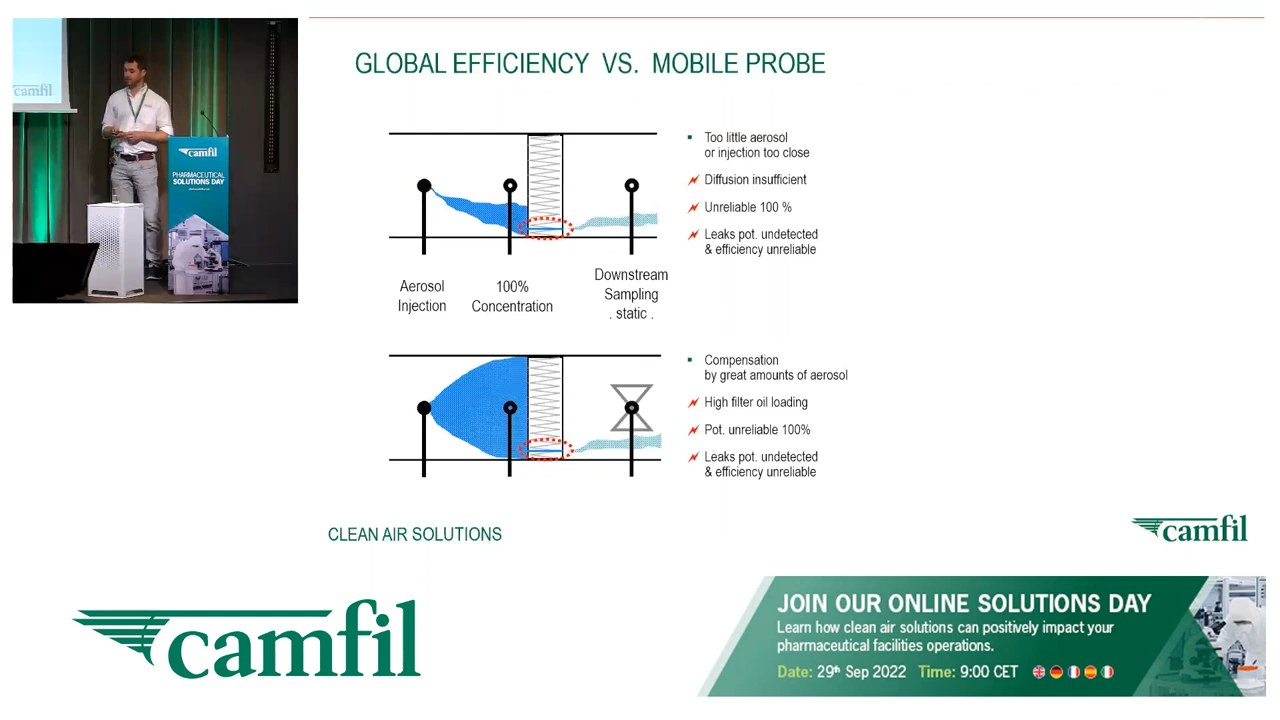 camfil
camfil
PHARMACEUTICAL
SOLUTIONS DAY
GLOBAL EFFICIENCY VS. MOBILE PROBE
Too little aerosol
or injection too close
Diffusion insufficient
Unreliable 100 %
Leaks pot. undetected
& efficiency unreliable
Aerosol
Injection
100%
Concentration
Downstream
Sampling
. static .
Compensation
by great amounts of aerosol
High filter oil loading
Pot. unreliable 100%
Leaks pot. undetected
& efficiency unreliable
CLEAN AIR SOLUTIONS
camfil
camfil
JOIN OUR ONLINE SOLUTIONS DAY
Learn how clean air solutions can positively impact your
pharmaceutical facilities operations.
Date: 29th Sep 2022 Time: 9:00 CET